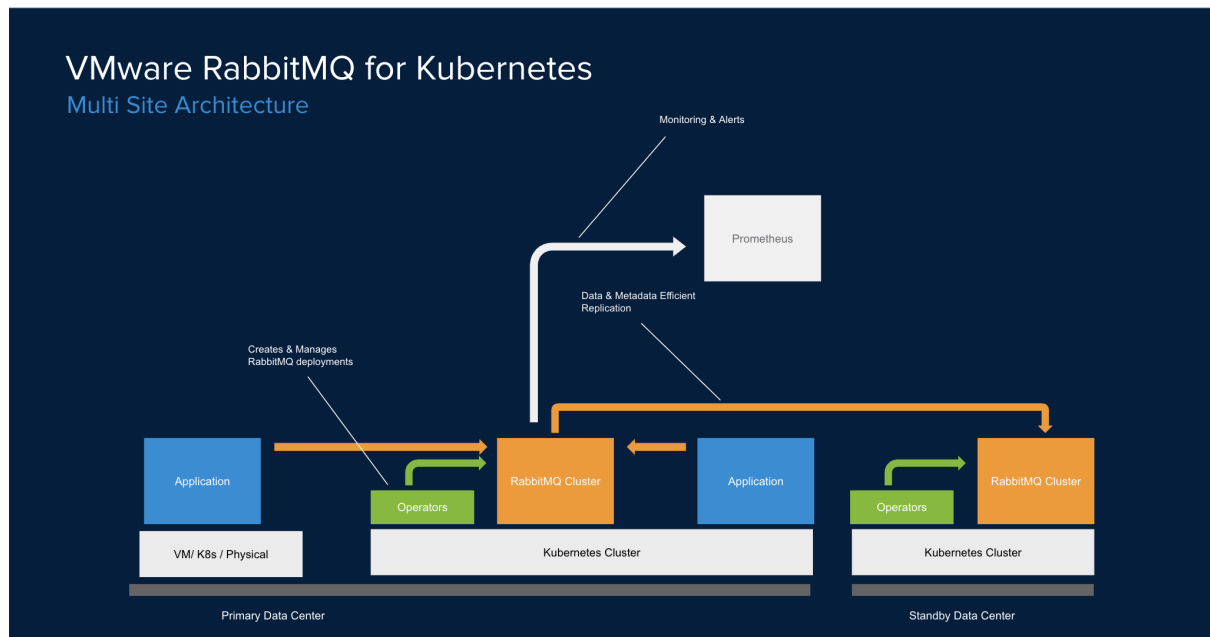 VMware RabbitMQ for Kubernetes
Multi Site Architecture
Monitoring & Alerts
Prometheus
Data & Metadata Efficient
Replication
Creates & Manages
RabbitMQ deployments
Application
Operators
RabbitMQ Cluster
Application
Operators
RabbitMQ Cluster
VM/ K8s / Physical
Kubernetes Cluster
Kubernetes Cluster
Primary Data Center
Standby Data Center